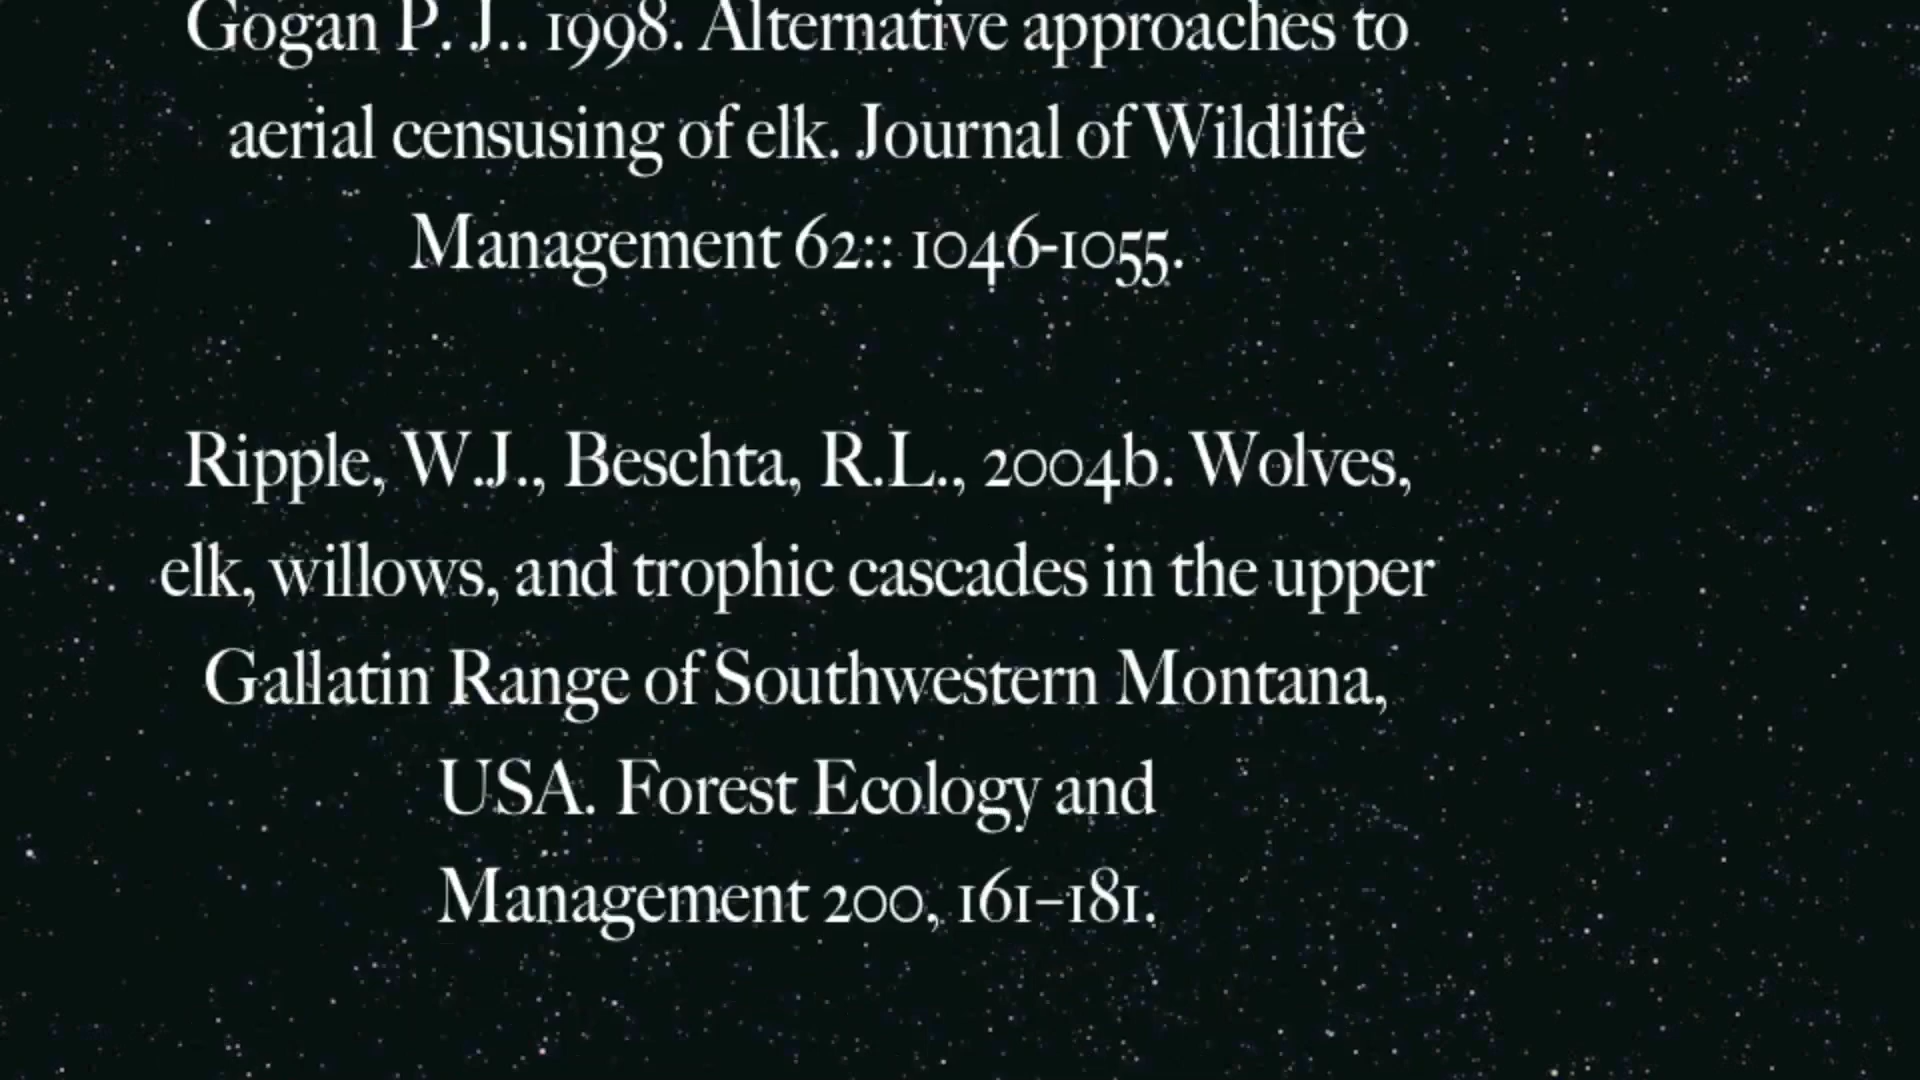 Gogan P. J.. 1998. Alternative approaches to
aerial censusing of elk. Journal of Wildlife
Management 62:: 1046-1055.
Ripple, W.J., Beschta, R.L., 2004b. Wolves,
elk, willows, and trophic cascades in the upper
Gallatin Range of Southwestern Montana,
USA. Forest Ecology and
Management 200, 161–181.